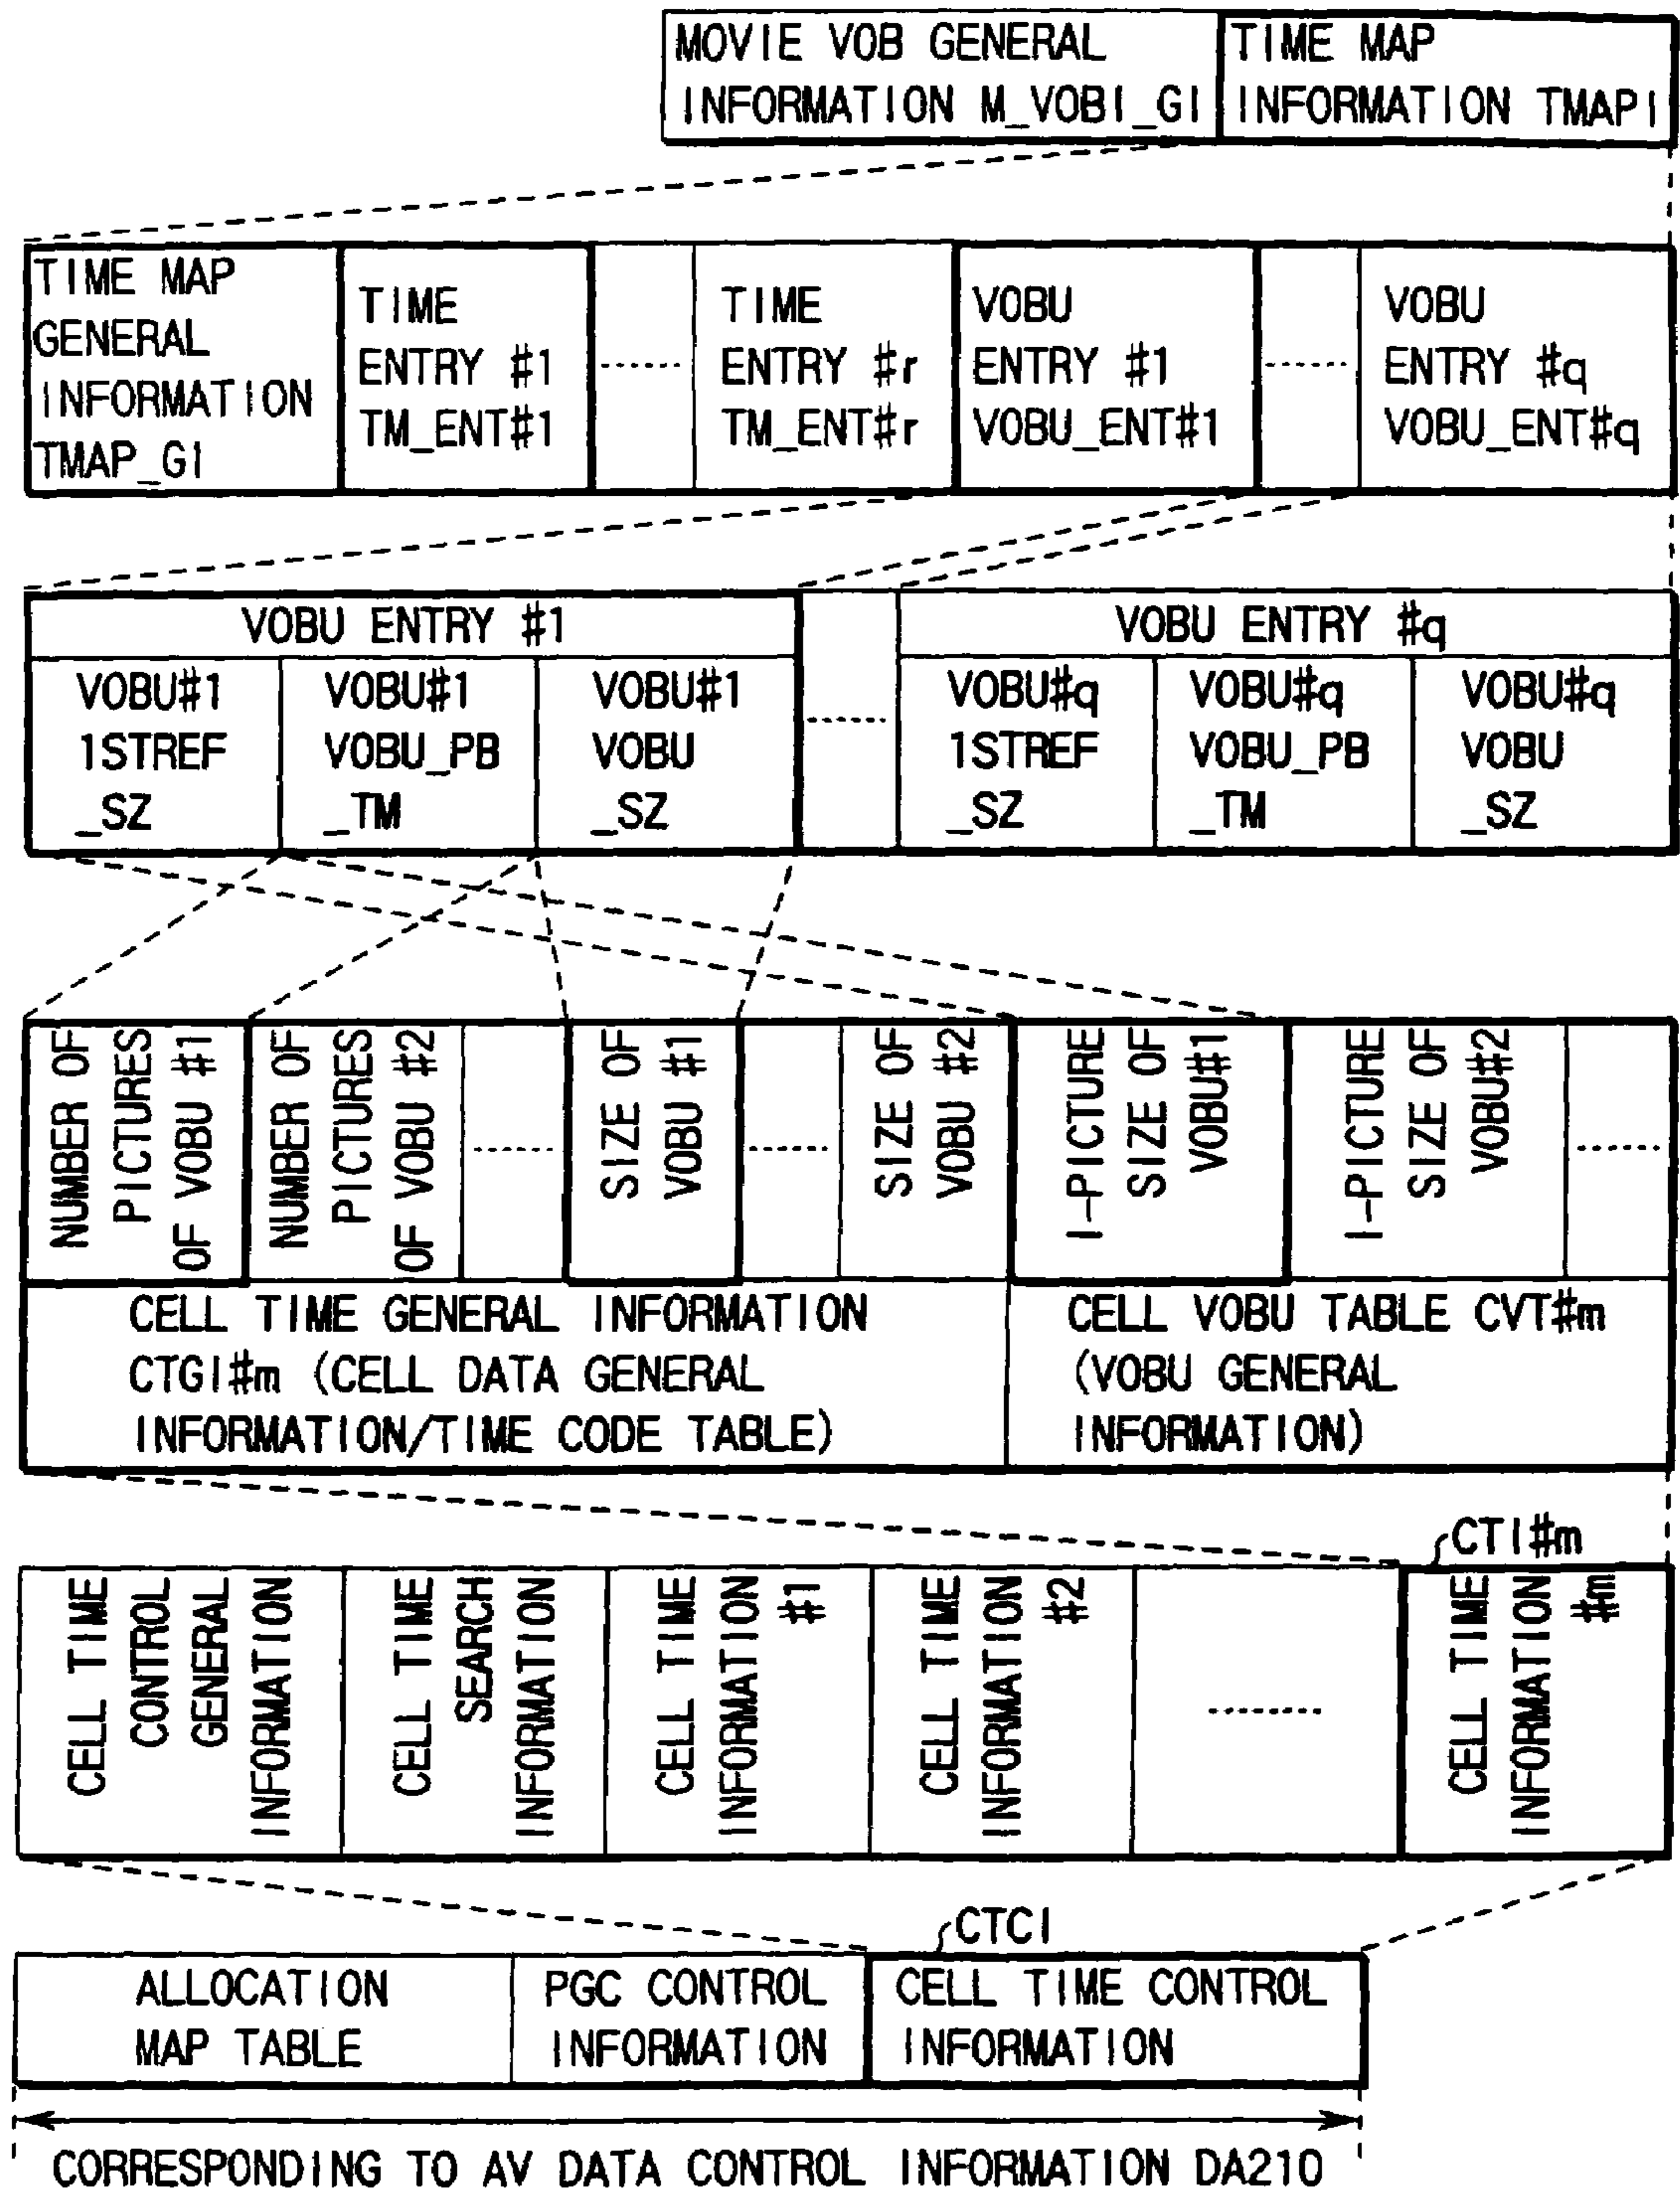 MOVIE VOB GENERAL
INFORMATION M_VOBI_GI
TIME MAP
INFORMATION TMAPI
TIME MAP
GENERAL
INFORMATION
TMAP_GI
TIME
ENTRY #1
TM_ENT#1
TIME
ENTRY #r
TM_ENT#r
VOBU
ENTRY #1
VOBU_ENT#1
VOBU
ENTRY #q
VOBU_ENT#q
VOBU ENTRY #1
VOBU ENTRY #q
VOBU#1
1STREF
_SZ
VOBU#1
VOBU_PB
_TM
VOBU#1
VOBU
_SZ
VOBU#q
1STREF
_SZ
VOBU#q
VOBU_PB
_TM
VOBU#q
VOBU
_SZ
NUMBER OF
PICTURES
OF VOBU #1
NUMBER OF
PICTURES
OF VOBU #2
SIZE OF
VOBU #1
SIZE OF
VOBU #2
I-PICTURE
SIZE OF
VOBU#1
I-PICTURE
SIZE OF
VOBU#2
CELL TIME GENERAL INFORMATION
CTGI#m (CELL DATA GENERAL
INFORMATION/TIME CODE TABLE)
CELL VOBU TABLE CVT#m
(VOBU GENERAL
INFORMATION)
CTI#m
CELL TIME
CONTROL
GENERAL
INFORMATION
CELL TIME
SEARCH
INFORMATION
CELL TIME
INFORMATION
#1
CELL TIME
INFORMATION
#2
CELL TIME
INFORMATION
#m
CTCI
ALLOCATION
MAP TABLE
PGC CONTROL
INFORMATION
CELL TIME CONTROL
INFORMATION
CORRESPONDING TO AV DATA CONTROL INFORMATION DA210